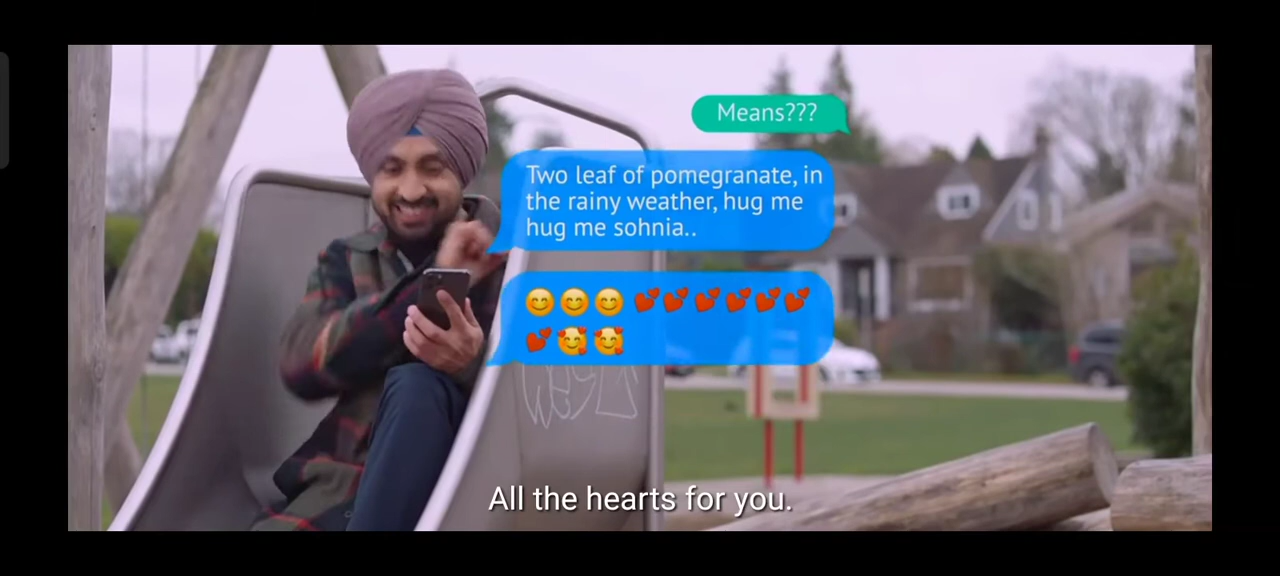 Means???
Two leaf of pomegranate, in
the rainy weather, hug me
hug me sohnia..
😊😊😊💕💕💕💕💕💕
💕🥰🥰
All the hearts for you.